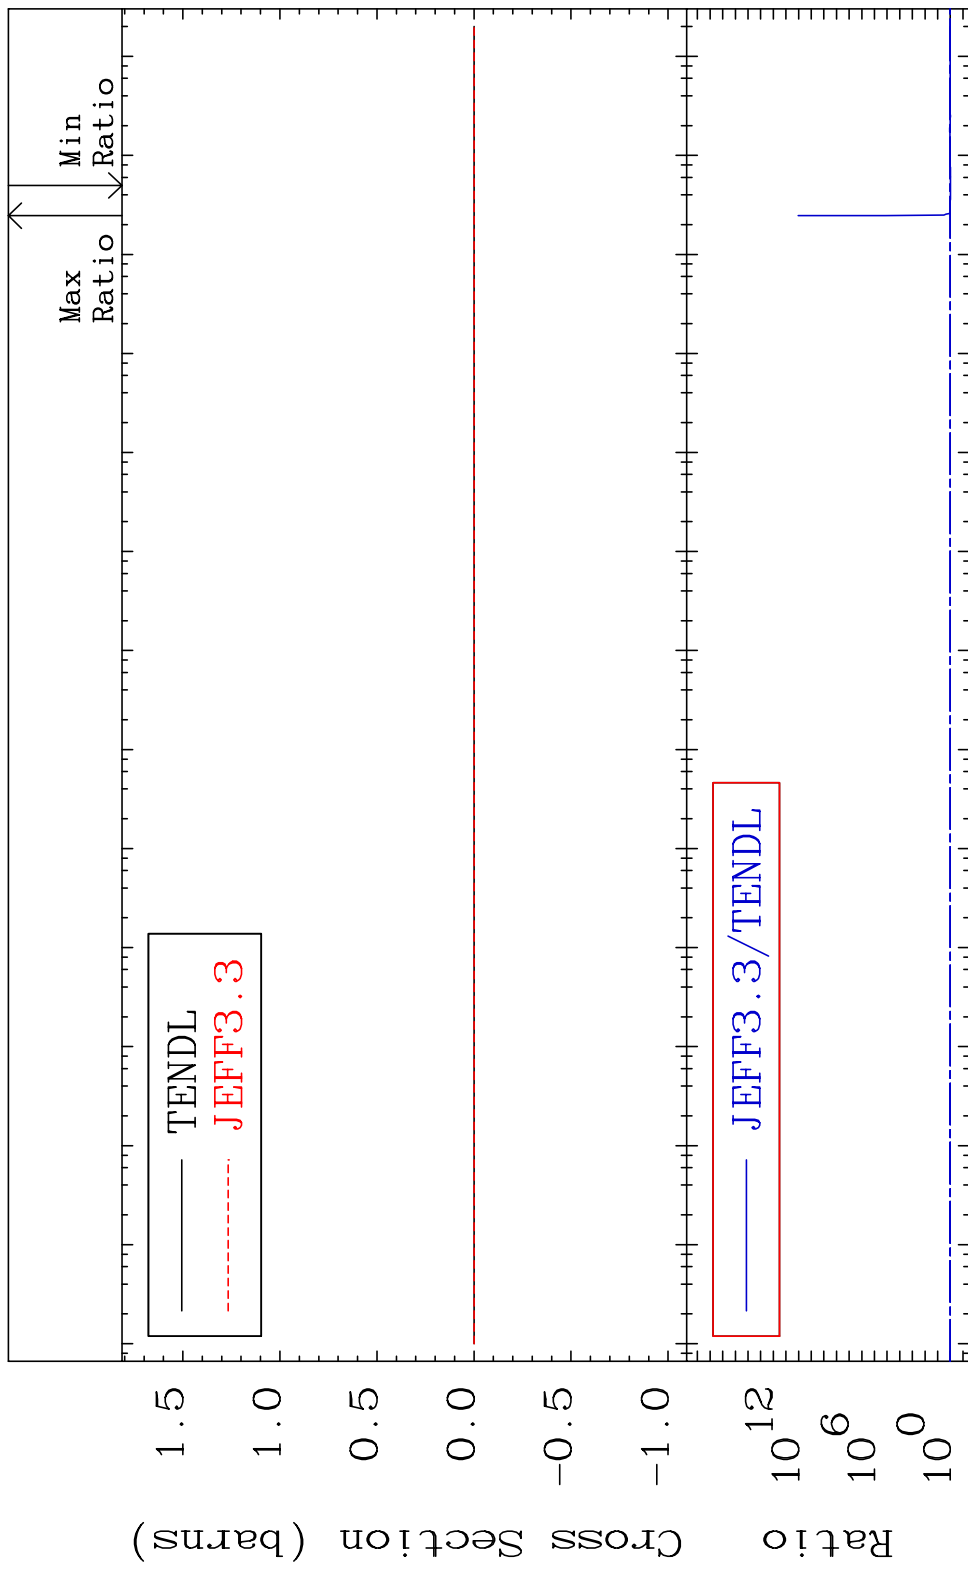 Max
Ratio
Min
Ratio
TENDL
JEFF3.3
1.5
1.0
0.5
0.0
-0.5
-1.0
Cross Section (barns)
JEFF3.3/TENDL
10 12
10 6
10 0
Ratio